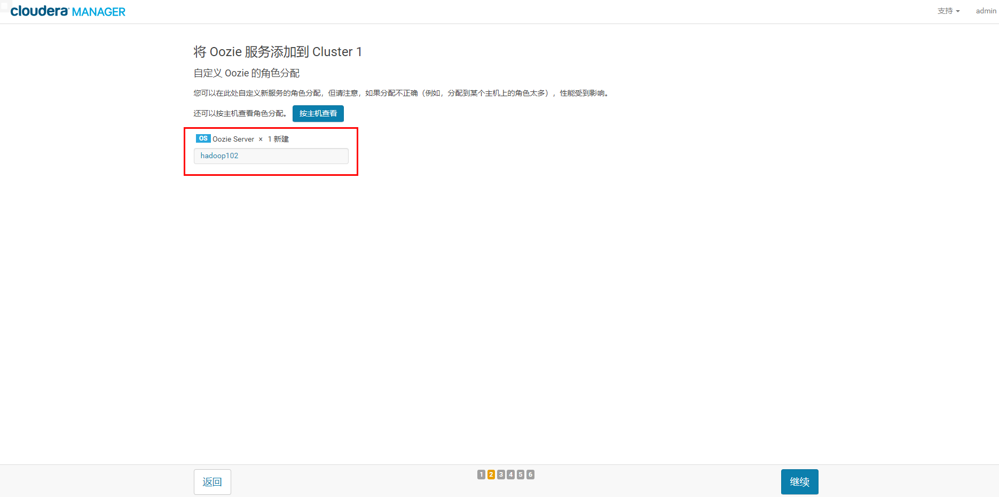 cloudera MANAGER
支持 admin
将 Oozie 服务添加到 Cluster 1
自定义 Oozie 的角色分配
您可以在此处自定义新服务的角色分配，但请注意，如果分配不正确（例如，分配到某个主机上的角色太多），性能受到影响。
还可以按主机查看角色分配。 按主机查看
OS Oozie Server × 1 新建
hadoop102
返回 1 2 3 4 5 6 继续